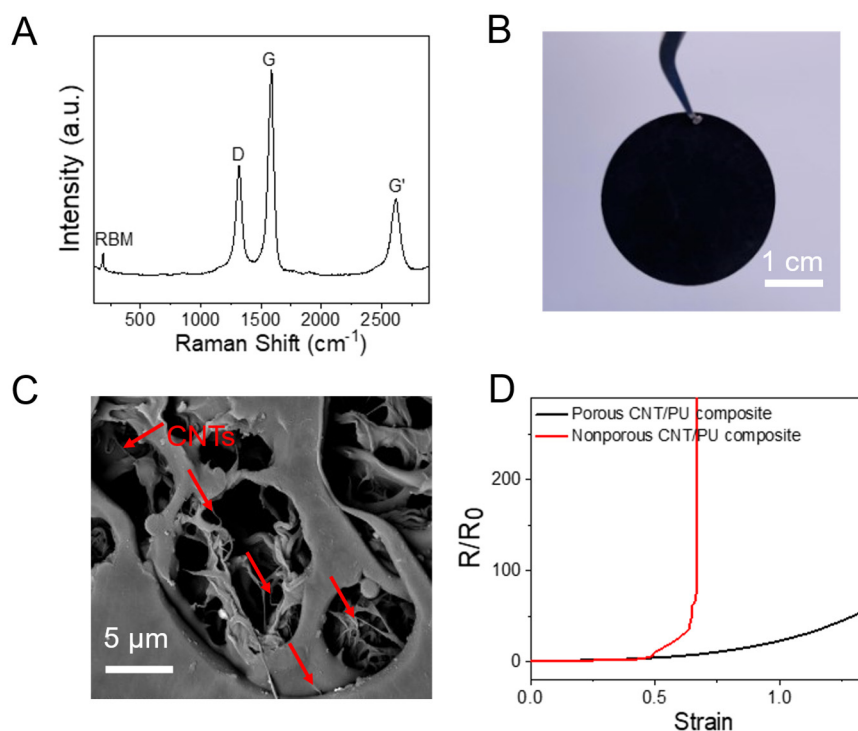 A
Intensity (a.u.)
RBM
D
G
G'
500
1000
1500
2000
2500
Raman Shift (cm-1)
B
1 cm
C
CNTs
5 μm
D
Porous CNT/PU composite
Nonporous CNT/PU composite
R/R0
200
100
0
0.0
0.5
1.0
Strain